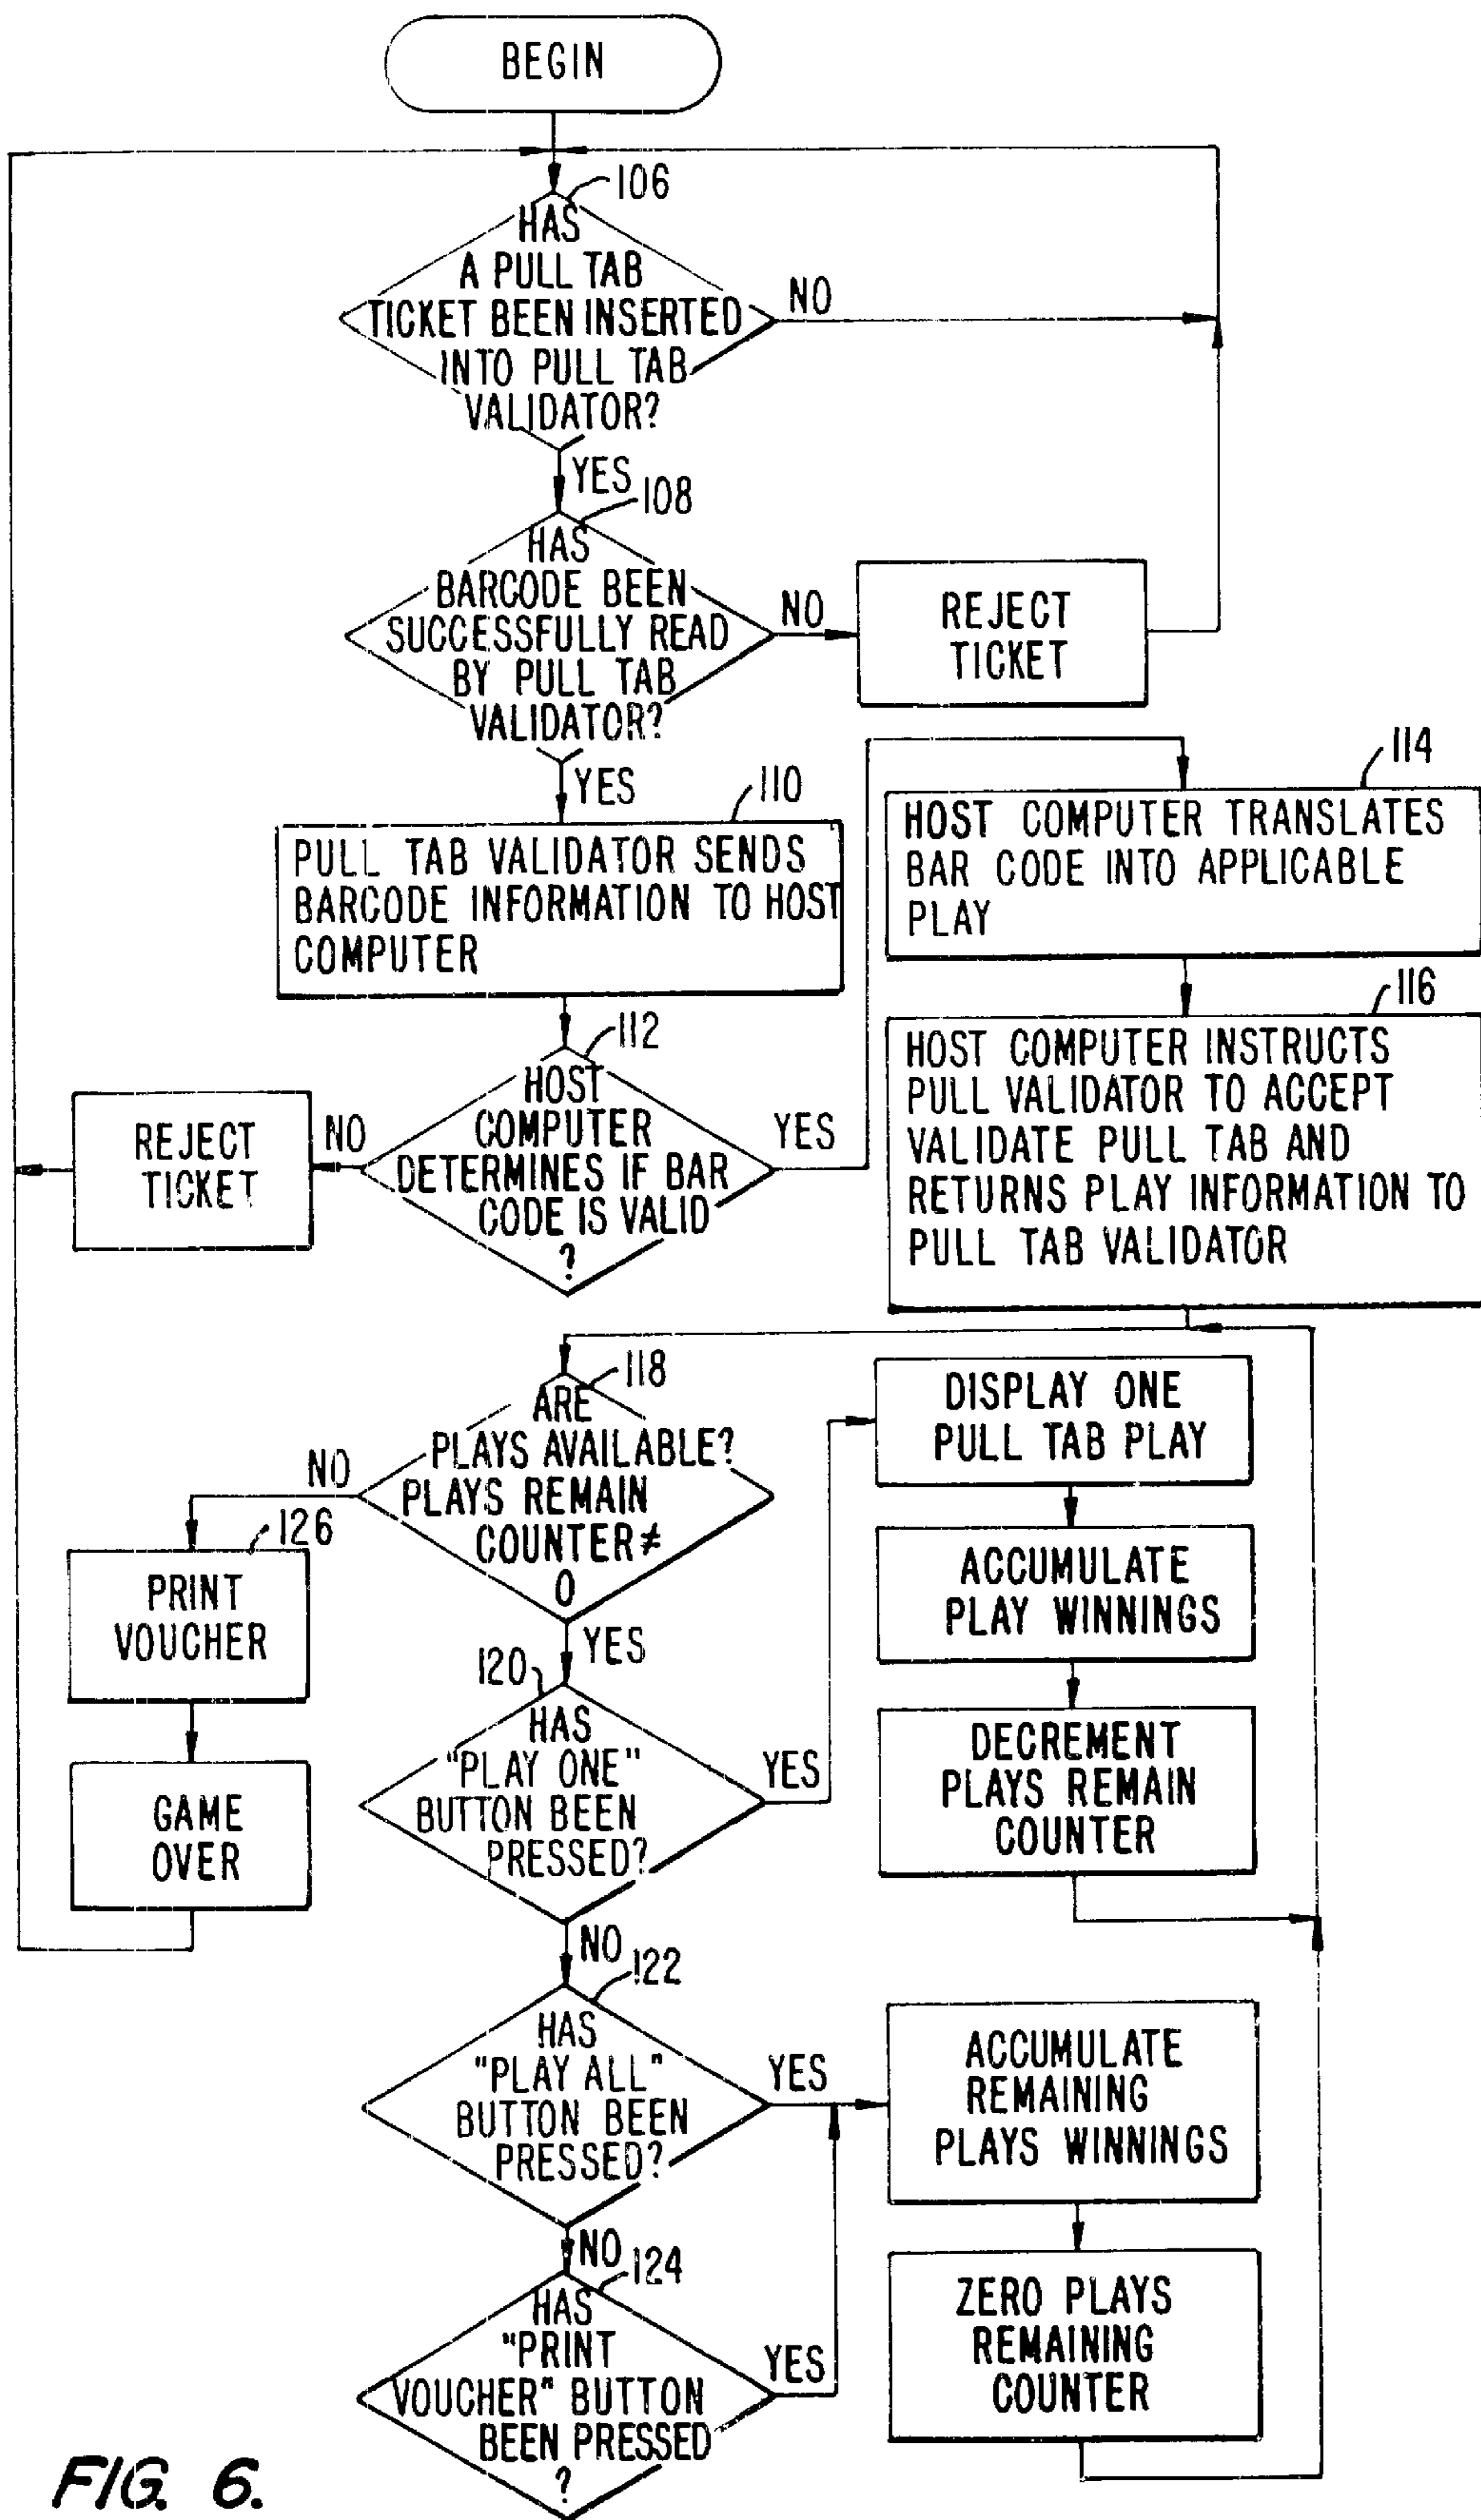 BEGIN
106
HAS
A PULL TAB
TICKET BEEN INSERTED
INTO PULL TAB
VALIDATOR?
NO
YES
108
HAS
BARCODE BEEN
SUCCESSFULLY READ
BY PULL TAB
VALIDATOR?
NO
REJECT
TICKET
YES
110
PULL TAB VALIDATOR SENDS
BARCODE INFORMATION TO HOST
COMPUTER
114
HOST COMPUTER TRANSLATES
BAR CODE INTO APPLICABLE
PLAY
112
HOST
COMPUTER
DETERMINES IF BAR
CODE IS VALID
?
NO
REJECT
TICKET
YES
116
HOST COMPUTER INSTRUCTS
PULL VALIDATOR TO ACCEPT
VALIDATE PULL TAB AND
RETURNS PLAY INFORMATION TO
PULL TAB VALIDATOR
118
ARE
PLAYS AVAILABLE?
PLAYS REMAIN
COUNTER ≠
0
NO
126
PRINT
VOUCHER
GAME
OVER
YES
120
HAS
"PLAY ONE"
BUTTON BEEN
PRESSED?
YES
DISPLAY ONE
PULL TAB PLAY
ACCUMULATE
PLAY WINNINGS
DECREMENT
PLAYS REMAIN
COUNTER
NO
122
HAS
"PLAY ALL"
BUTTON BEEN
PRESSED?
YES
ACCUMULATE
REMAINING
PLAYS WINNINGS
NO
124
HAS
"PRINT
VOUCHER" BUTTON
BEEN PRESSED
?
YES
ZERO PLAYS
REMAINING
COUNTER
FIG. 6.